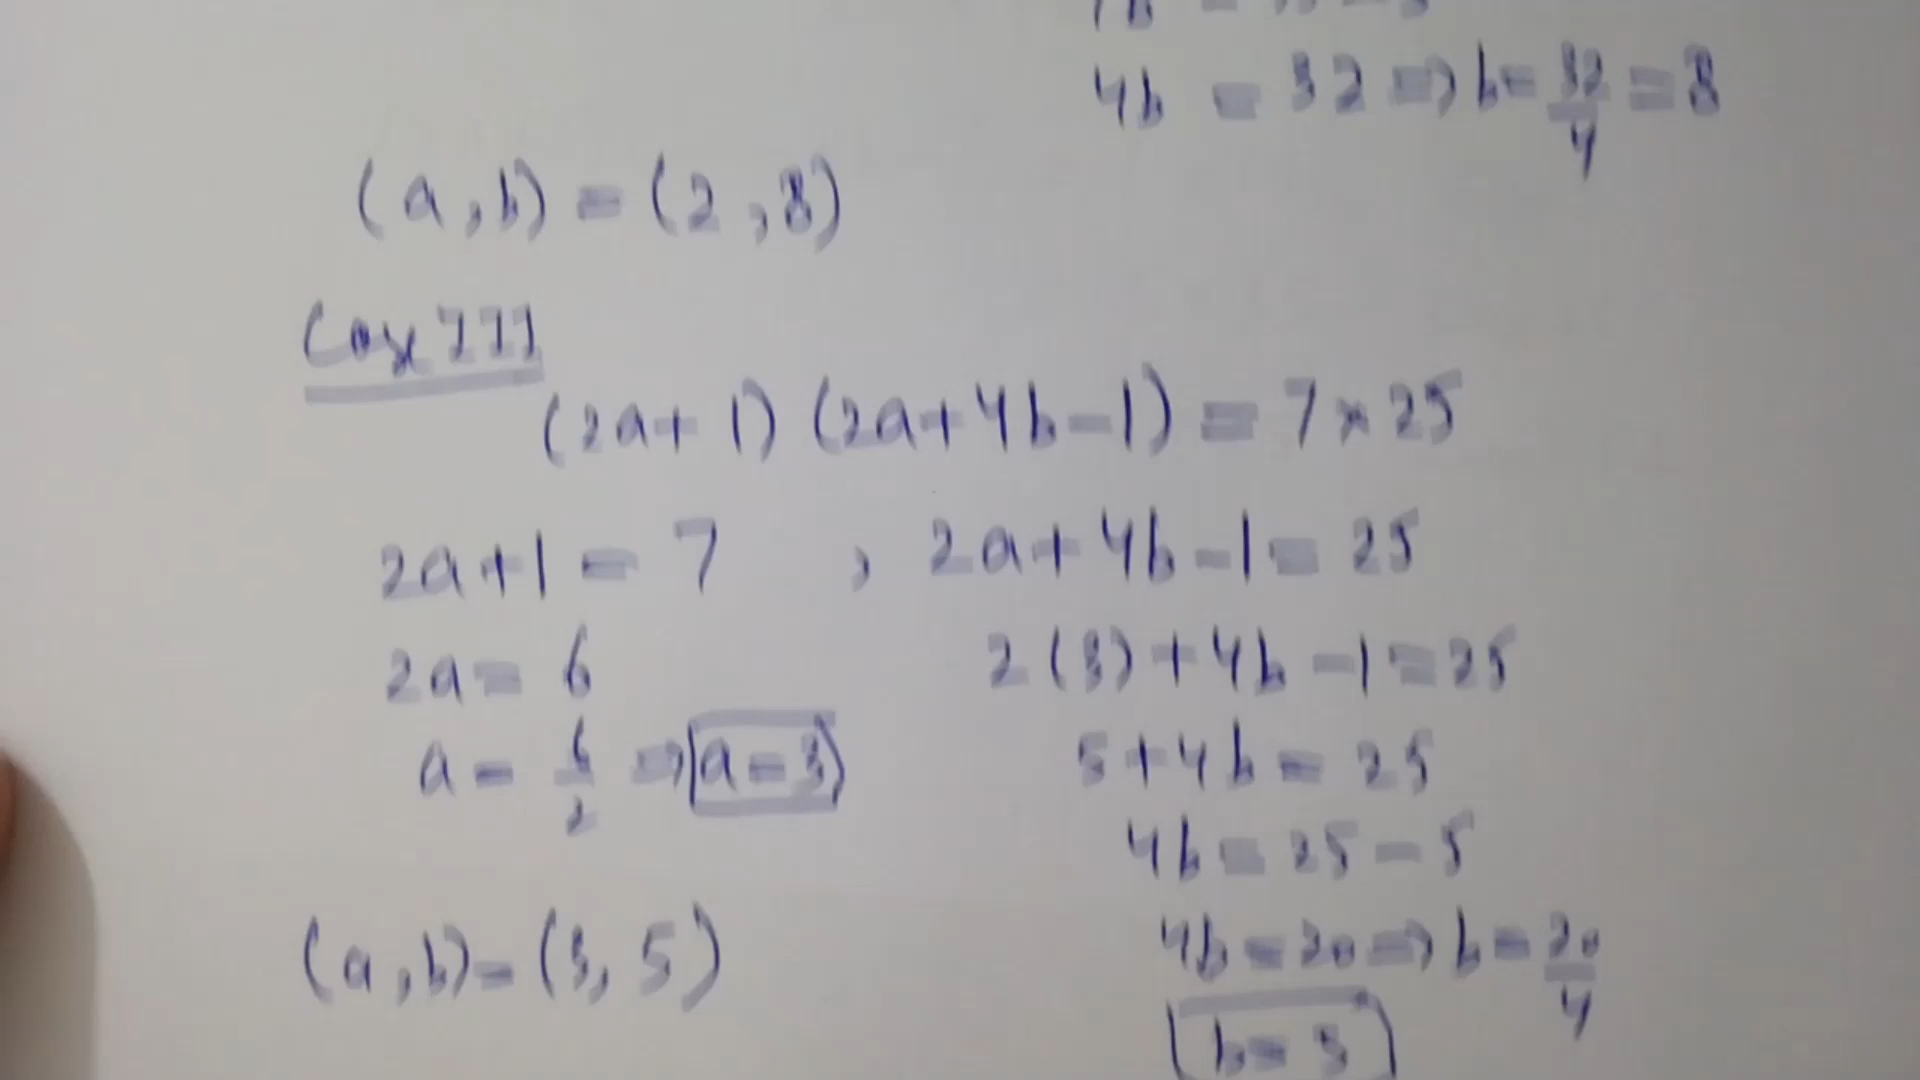 4b = 32 ⇒ b = 32/4 = 8
(a, b) = (2, 8)
Case III
(2a + 1) (2a + 4b - 1) = 7 × 25
2a + 1 = 7 , 2a + 4b - 1 = 25
2a = 6
2(3) + 4b - 1 = 25
a = 6/2 ⇒ a = 3
5 + 4b = 25
4b = 25 - 5
4b = 20 ⇒ b = 20/4
(a, b) = (3, 5)
b = 5